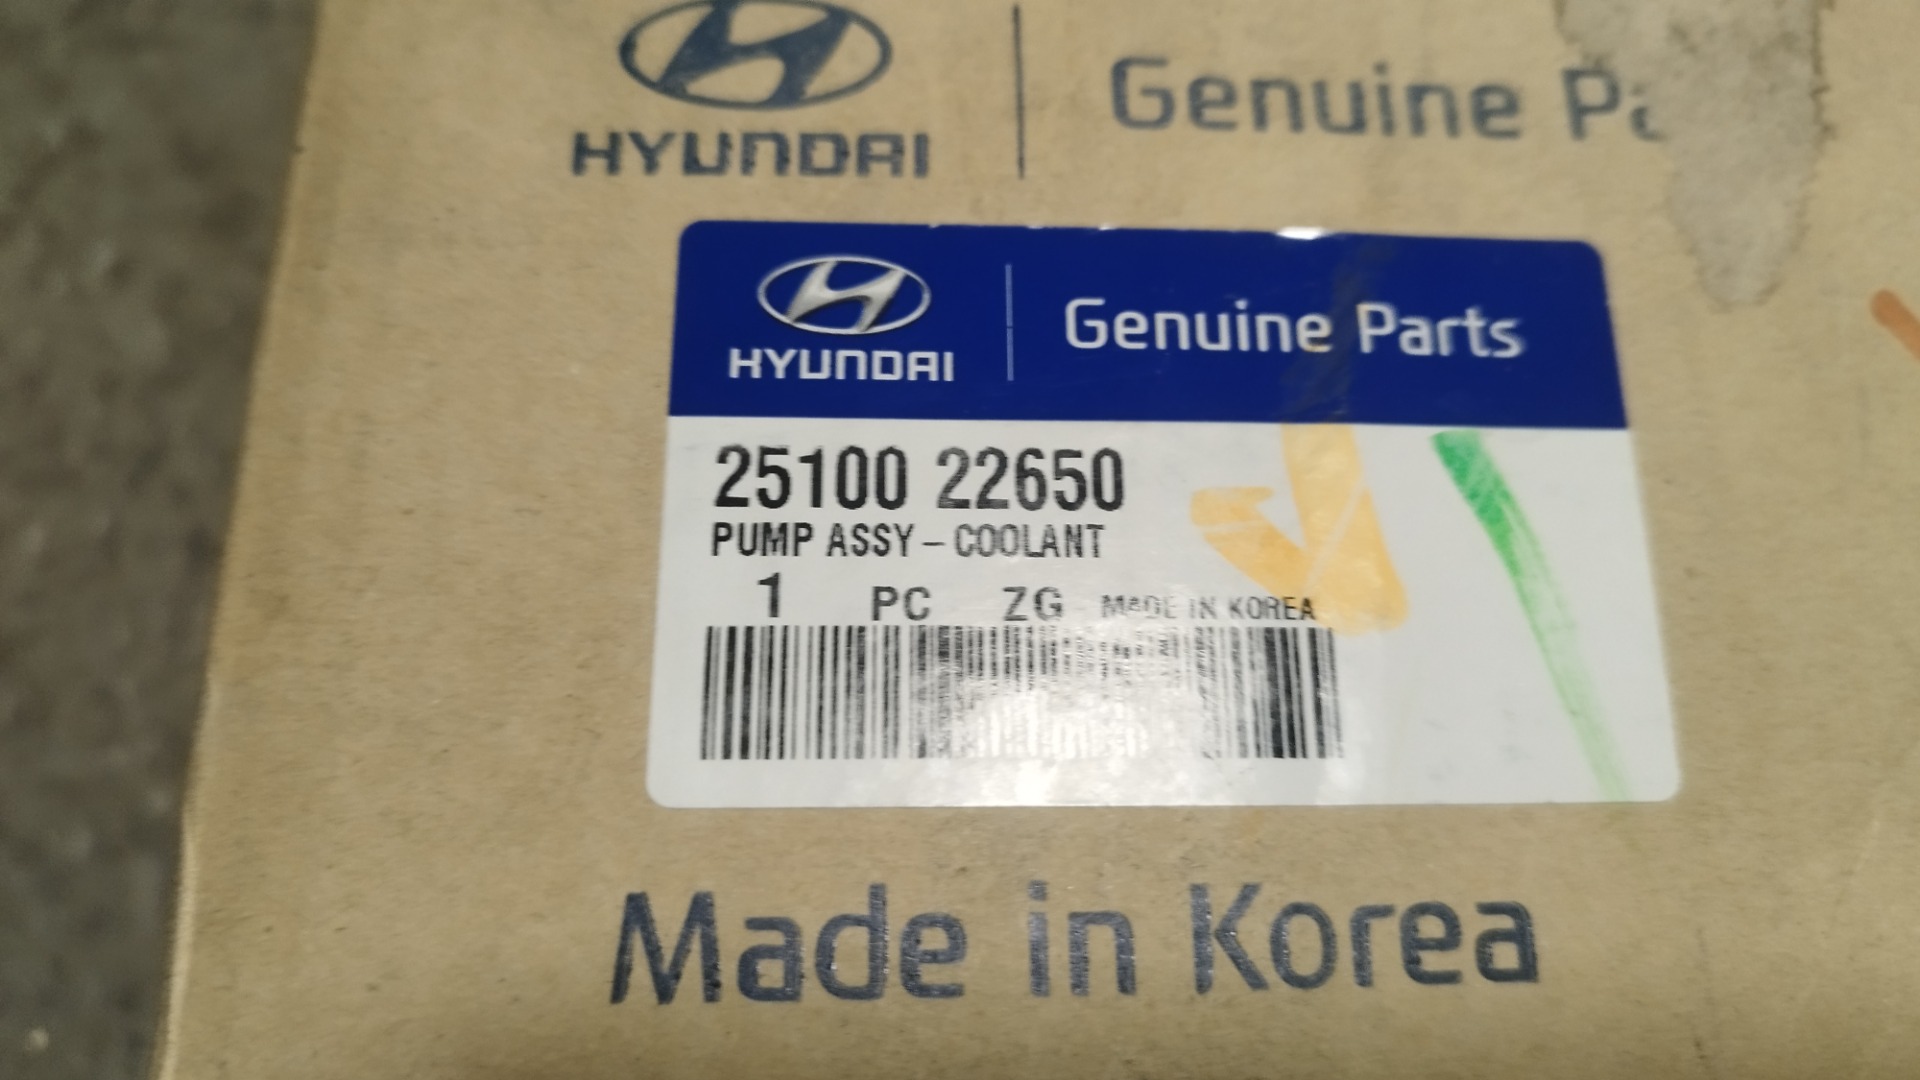 HYUNDAI
Genuine Pa
HYUNDAI
Genuine Parts
25100 22650
PUMP ASSY - COOLANT
1 PC ZG MADE IN KOREA
Made in Korea